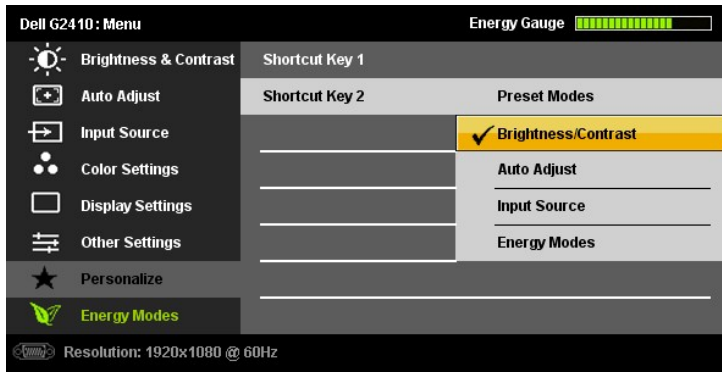 Dell G2410 : Menu Energy Gauge
Brightness & Contrast Shortcut Key 1
Auto Adjust Shortcut Key 2 Preset Modes
Input Source Brightness/Contrast
Color Settings Auto Adjust
Display Settings Input Source
Other Settings Energy Modes
Personalize
Energy Modes
Resolution: 1920x1080 @ 60Hz